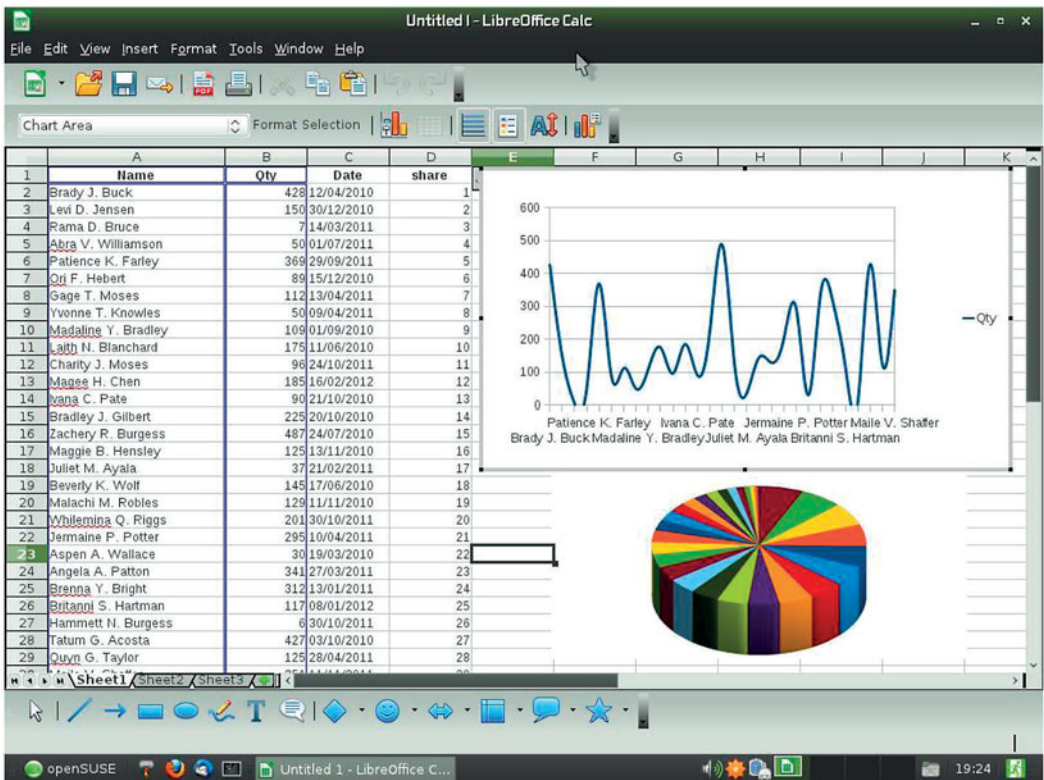 Untitled 1 - LibreOffice Calc
File Edit View Insert Format Tools Window Help
Chart Area Format Selection
A B C D E F G H I J K
1 Name Qty Date share
2 Brady J. Buck 428 12/04/2010 1
3 Levi D. Jensen 150 30/12/2010 2
4 Rama D. Bruce 7 14/03/2011 3
5 Abra V. Williamson 50 01/07/2011 4
6 Patience K. Farley 369 29/09/2011 5
7 Ori F. Hebert 89 15/12/2010 6
8 Gage T. Moses 112 13/04/2011 7
9 Yvonne T. Knowles 50 09/04/2011 8
10 Madaline Y. Bradley 109 01/09/2010 9
11 Laith N. Blanchard 175 11/06/2010 10
12 Charity J. Moses 96 24/10/2011 11
13 Magee H. Chen 185 16/02/2012 12
14 Ivana C. Pate 90 21/10/2010 13
15 Bradley J. Gilbert 225 20/10/2010 14
16 Zachery R. Burgess 487 24/07/2010 15
17 Maggie B. Hensley 125 13/11/2010 16
18 Juliet M. Ayala 37 21/02/2011 17
19 Beverly K. Wolf 145 17/06/2010 18
20 Malachi M. Robles 129 11/11/2010 19
21 Whilemina Q. Riggs 201 30/10/2011 20
22 Jermaine P. Potter 295 10/04/2011 21
23 Aspen A. Wallace 30 19/03/2010 22
24 Angela A. Patton 341 27/03/2011 23
25 Brenna Y. Bright 312 13/01/2011 24
26 Britanni S. Hartman 117 08/01/2012 25
27 Hammett N. Burgess 6 30/10/2011 26
28 Tatum G. Acosta 427 03/10/2010 27
29 Quyn G. Taylor 125 28/04/2011 28
600
500
400
300
200
100
0
Qty
Patience K. Farley Ivana C. Pate Jermaine P. Potter Maile V. Shaffer
Brady J. Buck Madaline Y. Bradley Juliet M. Ayala Britanni S. Hartman
Sheet1 Sheet2 Sheet3
openSUSE Untitled 1 - LibreOffice C... 19:24